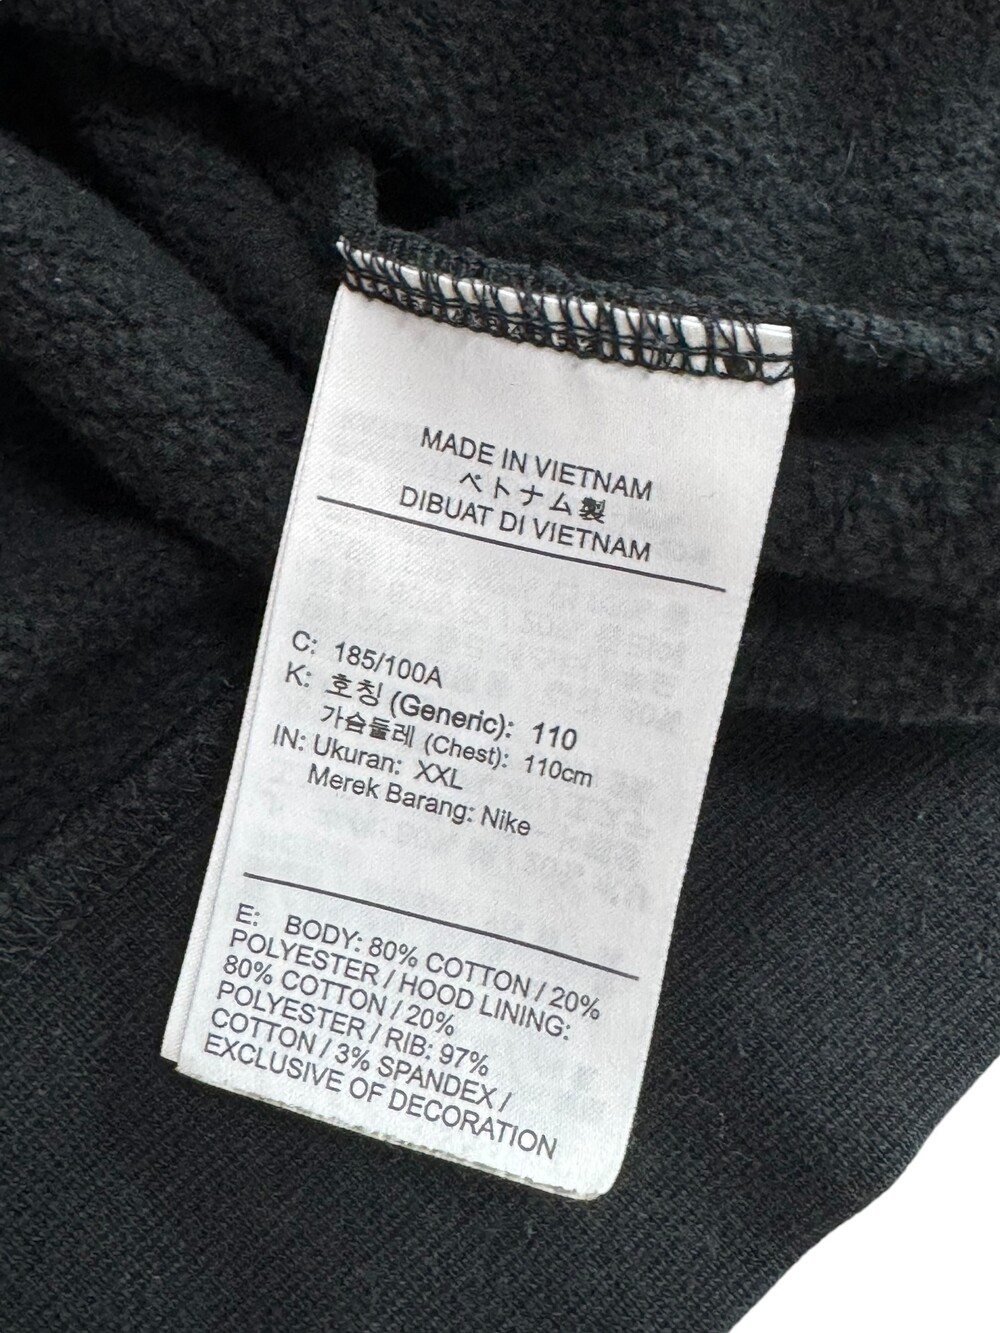 MADE IN VIETNAM
ベトナム製
DIBUAT DI VIETNAM
C: 185/100A
K: 호칭 (Generic): 110
가슴둘레 (Chest): 110cm
IN: Ukuran: XXL
Merek Barang: Nike
E: BODY: 80% COTTON / 20%
POLYESTER / HOOD LINING:
80% COTTON / 20%
POLYESTER / RIB: 97%
COTTON / 3% SPANDEX /
EXCLUSIVE OF DECORATION